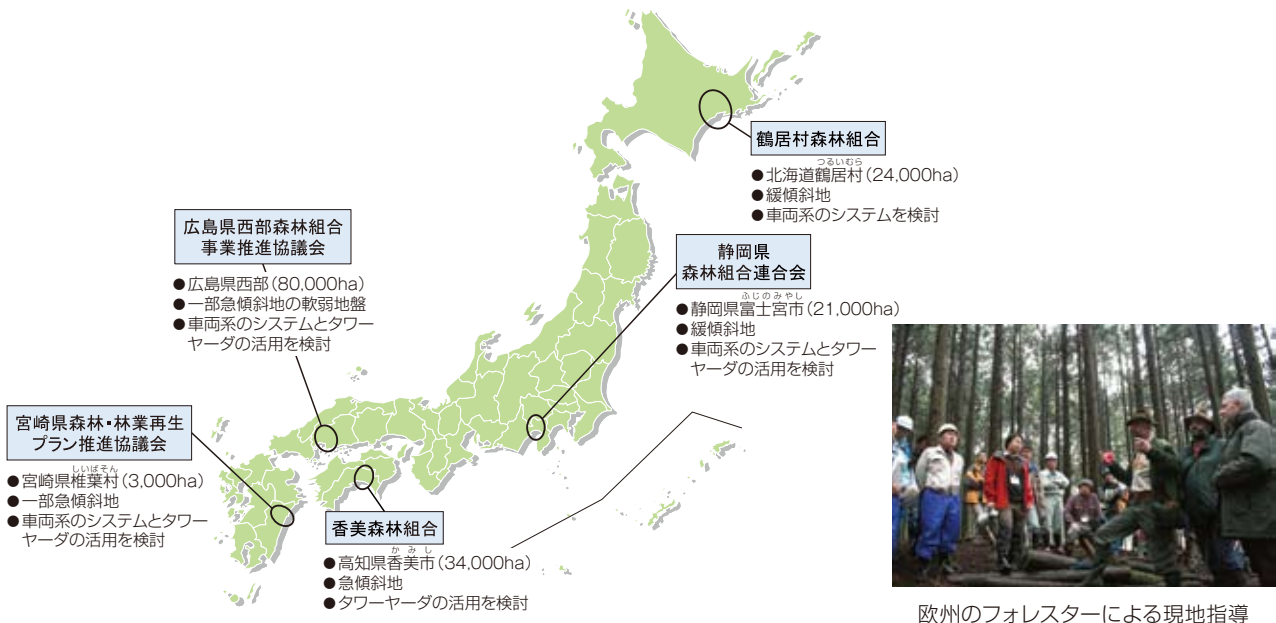 鶴居村森林組合
つるいむら
●北海道鶴居村(24,000ha)
●緩傾斜地
●車両系のシステムを検討
広島県西部森林組合
事業推進協議会
●広島県西部(80,000ha)
●一部急傾斜地の軟弱地盤
●車両系のシステムとタワー
ヤーダの活用を検討
静岡県
森林組合連合会
ふじのみやし
●静岡県富士宮市(21,000ha)
●緩傾斜地
●車両系のシステムとタワー
ヤーダの活用を検討
宮崎県森林・林業再生
プラン推進協議会
しいばそん
●宮崎県椎葉村(3,000ha)
●一部急傾斜地
●車両系のシステムとタワー
ヤーダの活用を検討
香美森林組合
かみし
●高知県香美市(34,000ha)
●急傾斜地
●タワーヤーダの活用を検討
欧州のフォレスターによる現地指導